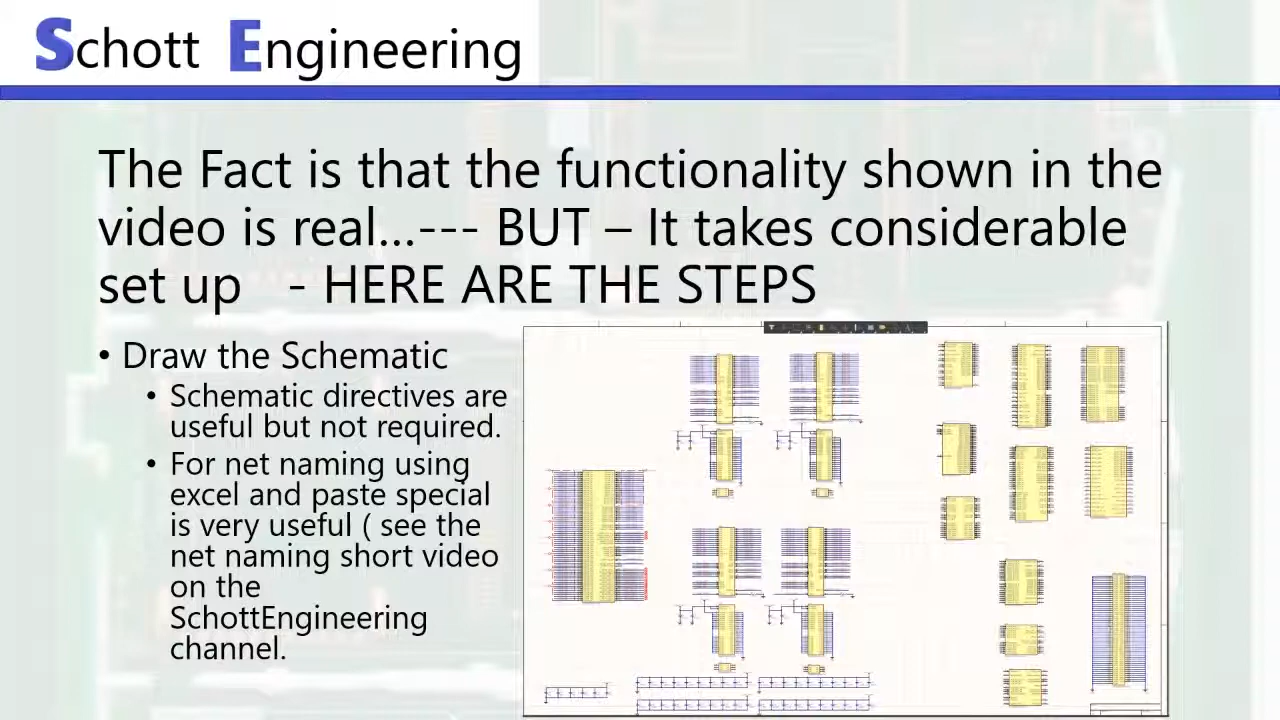 Schott Engineering
The Fact is that the functionality shown in the
video is real...--- BUT – It takes considerable
set up - HERE ARE THE STEPS
• Draw the Schematic
• Schematic directives are
useful but not required.
• For net naming using
excel and paste special
is very useful ( see the
net naming short video
on the
SchottEngineering
channel.